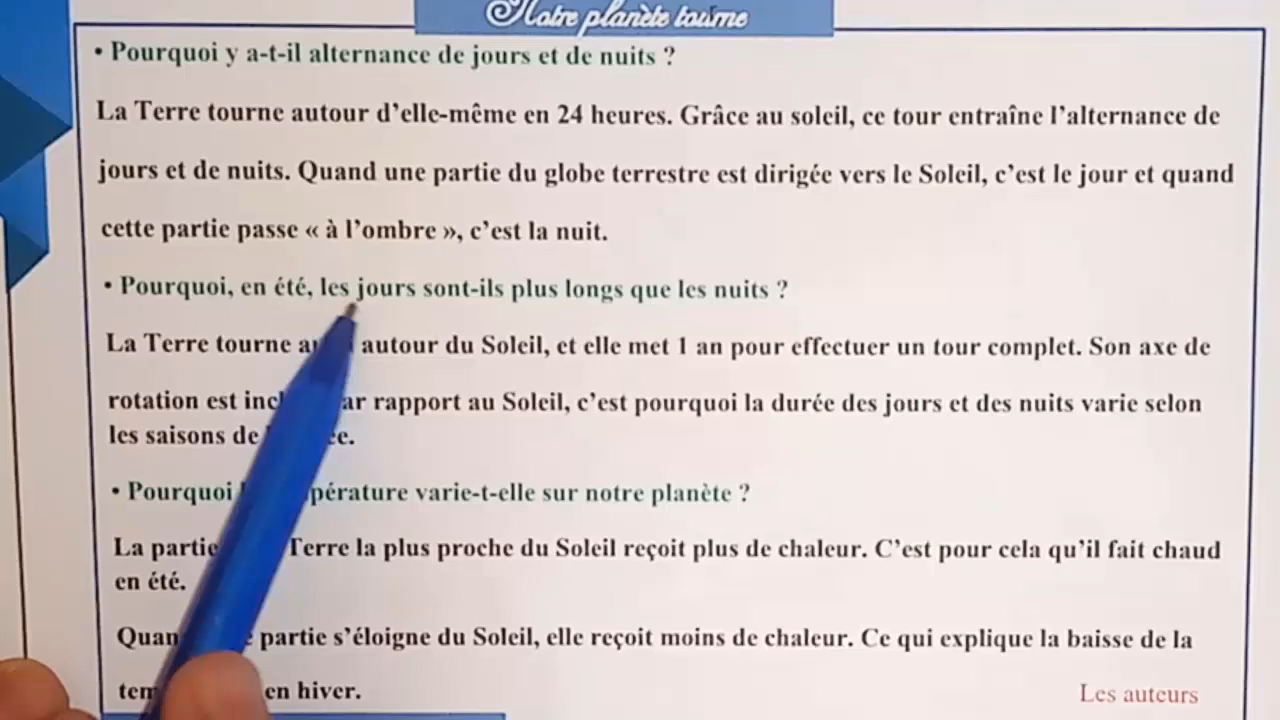 Notre planète tourne
• Pourquoi y a-t-il alternance de jours et de nuits ?
La Terre tourne autour d'elle-même en 24 heures. Grâce au soleil, ce tour entraîne l'alternance de
jours et de nuits. Quand une partie du globe terrestre est dirigée vers le Soleil, c'est le jour et quand
cette partie passe « à l'ombre », c'est la nuit.
• Pourquoi, en été, les jours sont-ils plus longs que les nuits ?
La Terre tourne autour du Soleil, et elle met 1 an pour effectuer un tour complet. Son axe de
rotation est rapport au Soleil, c'est pourquoi la durée des jours et des nuits varie selon
les saisons de
• Pourquoi varie-t-elle sur notre planète ?
La partie Terre la plus proche du Soleil reçoit plus de chaleur. C'est pour cela qu'il fait chaud
en été.
partie s'éloigne du Soleil, elle reçoit moins de chaleur. Ce qui explique la baisse de la
en hiver.
Les auteurs